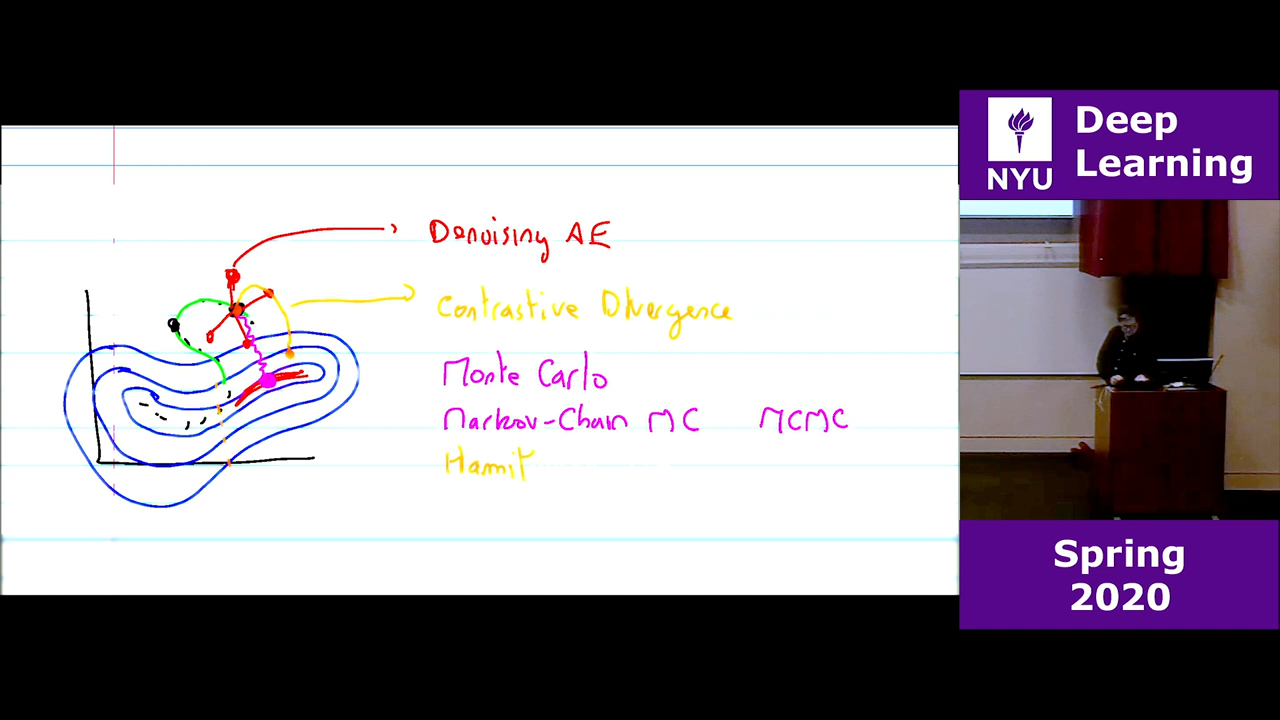 Denoising AE
Contrastive Divergence
Monte Carlo
Markov-Chain MC MCMC
Hamit
NYU
Deep
Learning
Spring
2020